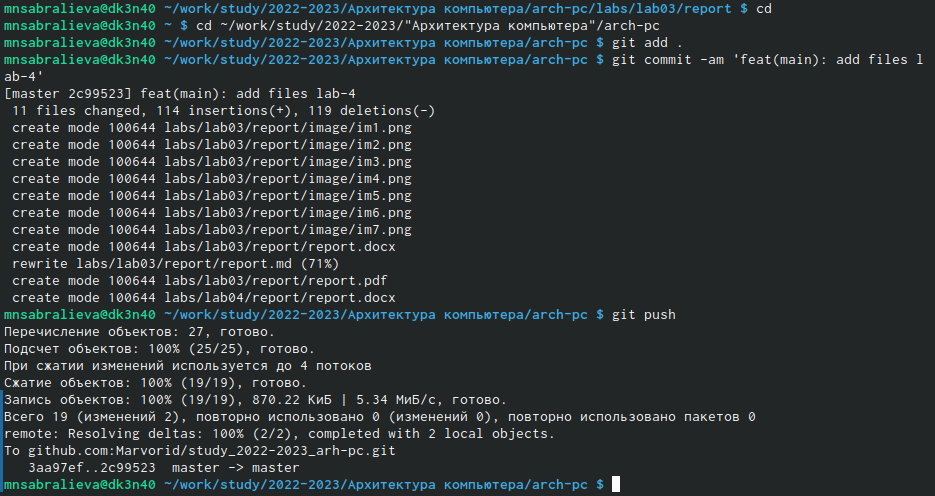 mnsabralieva@dk3n40 ~/work/study/2022-2023/Архитектура компьютера/arch-pc/labs/lab03/report $ cd
mnsabralieva@dk3n40 ~ $ cd ~/work/study/2022-2023/"Архитектура компьютера"/arch-pc
mnsabralieva@dk3n40 ~/work/study/2022-2023/Архитектура компьютера/arch-pc $ git add .
mnsabralieva@dk3n40 ~/work/study/2022-2023/Архитектура компьютера/arch-pc $ git commit -am 'feat(main): add files l
ab-4'
[master 2c99523] feat(main): add files lab-4
 11 files changed, 114 insertions(+), 119 deletions(-)
 create mode 100644 labs/lab03/report/image/im1.png
 create mode 100644 labs/lab03/report/image/im2.png
 create mode 100644 labs/lab03/report/image/im3.png
 create mode 100644 labs/lab03/report/image/im4.png
 create mode 100644 labs/lab03/report/image/im5.png
 create mode 100644 labs/lab03/report/image/im6.png
 create mode 100644 labs/lab03/report/image/im7.png
 create mode 100644 labs/lab03/report/report.docx
 rewrite labs/lab03/report/report.md (71%)
 create mode 100644 labs/lab03/report/report.pdf
 create mode 100644 labs/lab04/report/report.docx
mnsabralieva@dk3n40 ~/work/study/2022-2023/Архитектура компьютера/arch-pc $ git push
Перечисление объектов: 27, готово.
Подсчет объектов: 100% (25/25), готово.
При сжатии изменений используется до 4 потоков
Сжатие объектов: 100% (19/19), готово.
Запись объектов: 100% (19/19), 870.22 КиБ | 5.34 МиБ/с, готово.
Всего 19 (изменений 2), повторно использовано 0 (изменений 0), повторно использовано пакетов 0
remote: Resolving deltas: 100% (2/2), completed with 2 local objects.
To github.com:Marvorid/study_2022-2023_arh-pc.git
   3aa97ef..2c99523  master -> master
mnsabralieva@dk3n40 ~/work/study/2022-2023/Архитектура компьютера/arch-pc $